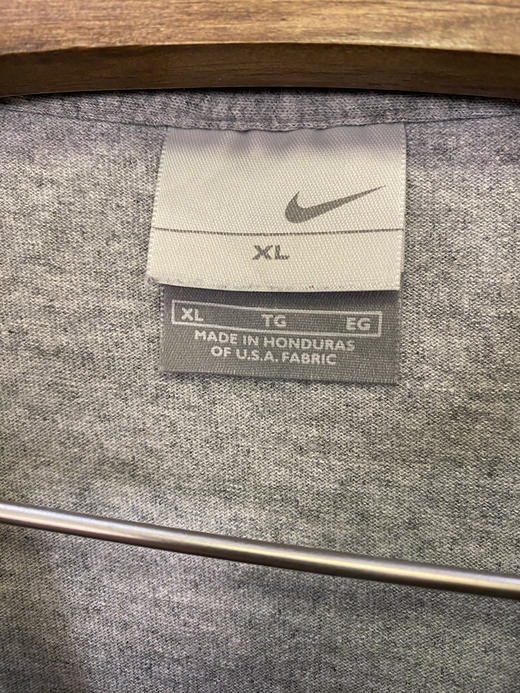 XL
XL TG EG
MADE IN HONDURAS
OF U.S.A. FABRIC